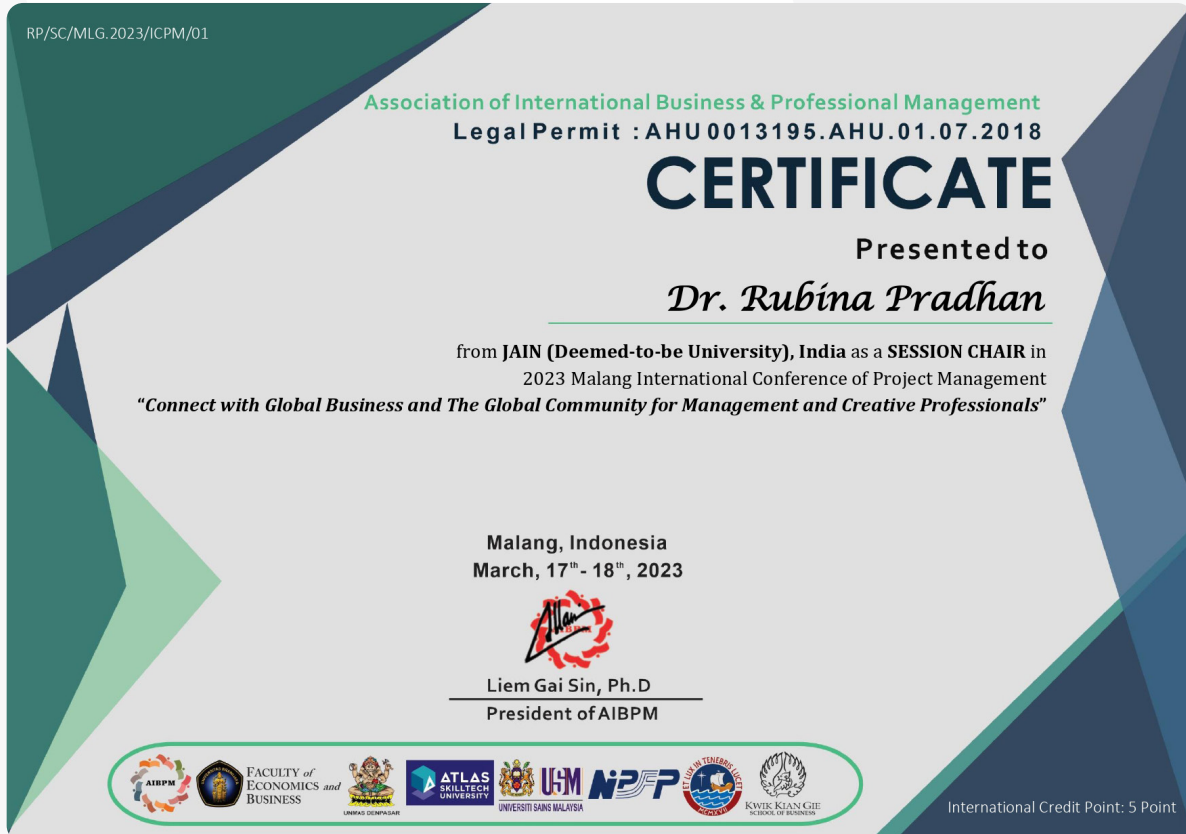 RP/SC/MLG.2023/ICPM/01
Association of International Business & Professional Management
Legal Permit : AHU 0013195.AHU.01.07.2018
CERTIFICATE
Presented to
Dr. Rubina Pradhan
from JAIN (Deemed-to-be University), India as a SESSION CHAIR in
2023 Malang International Conference of Project Management
“Connect with Global Business and The Global Community for Management and Creative Professionals”
Malang, Indonesia
March, 17th- 18th, 2023
Allan
AIBPM
Liem Gai Sin, Ph.D
President of AIBPM
AIBPM
FACULTY of
ECONOMICS and
BUSINESS
UNMAS DENPASAR
ATLAS
SKILLTECH
UNIVERSITY
USM
UNIVERSITI SAINS MALAYSIA
NPFP
ET LUX IN TENEBRIS LUCET
MCMXVII
KWIK KIAN GIE
SCHOOL OF BUSINESS
International Credit Point: 5 Point